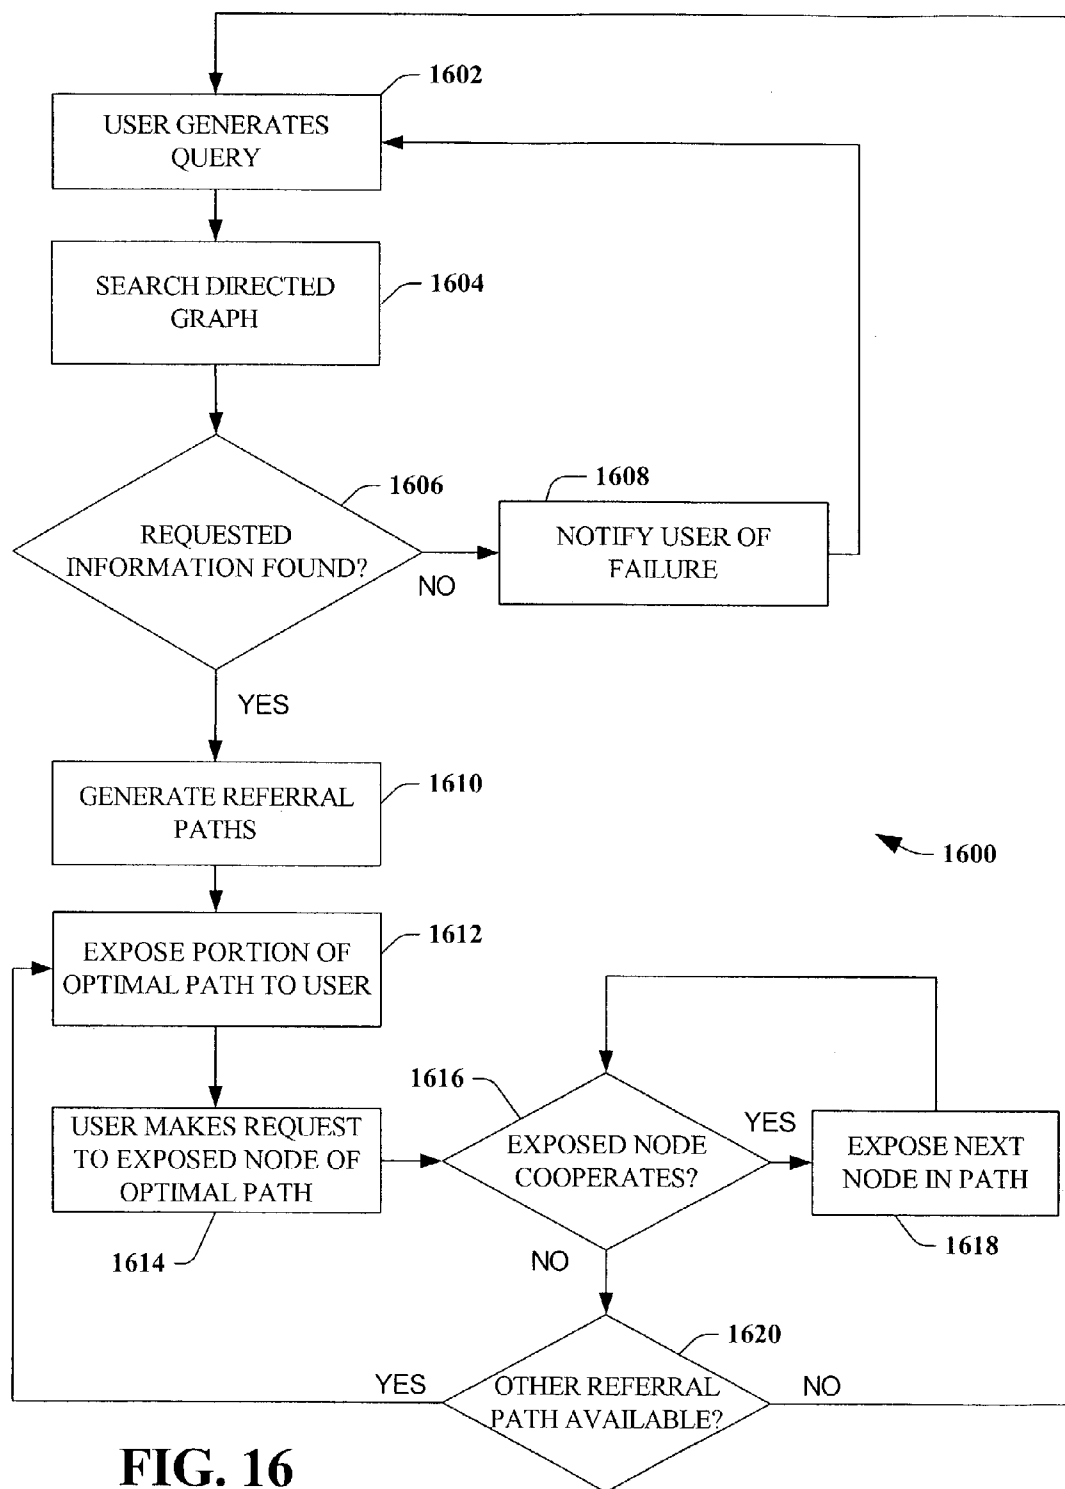 1602
USER GENERATES
QUERY
1604
SEARCH DIRECTED
GRAPH
1606
REQUESTED
INFORMATION FOUND?
NO
1608
NOTIFY USER OF
FAILURE
YES
1610
GENERATE REFERRAL
PATHS
1600
1612
EXPOSE PORTION OF
OPTIMAL PATH TO USER
1614
USER MAKES REQUEST
TO EXPOSED NODE OF
OPTIMAL PATH
1616
EXPOSED NODE
COOPERATES?
YES
EXPOSE NEXT
NODE IN PATH
1618
NO
1620
OTHER REFERRAL
PATH AVAILABLE?
YES
NO
FIG. 16